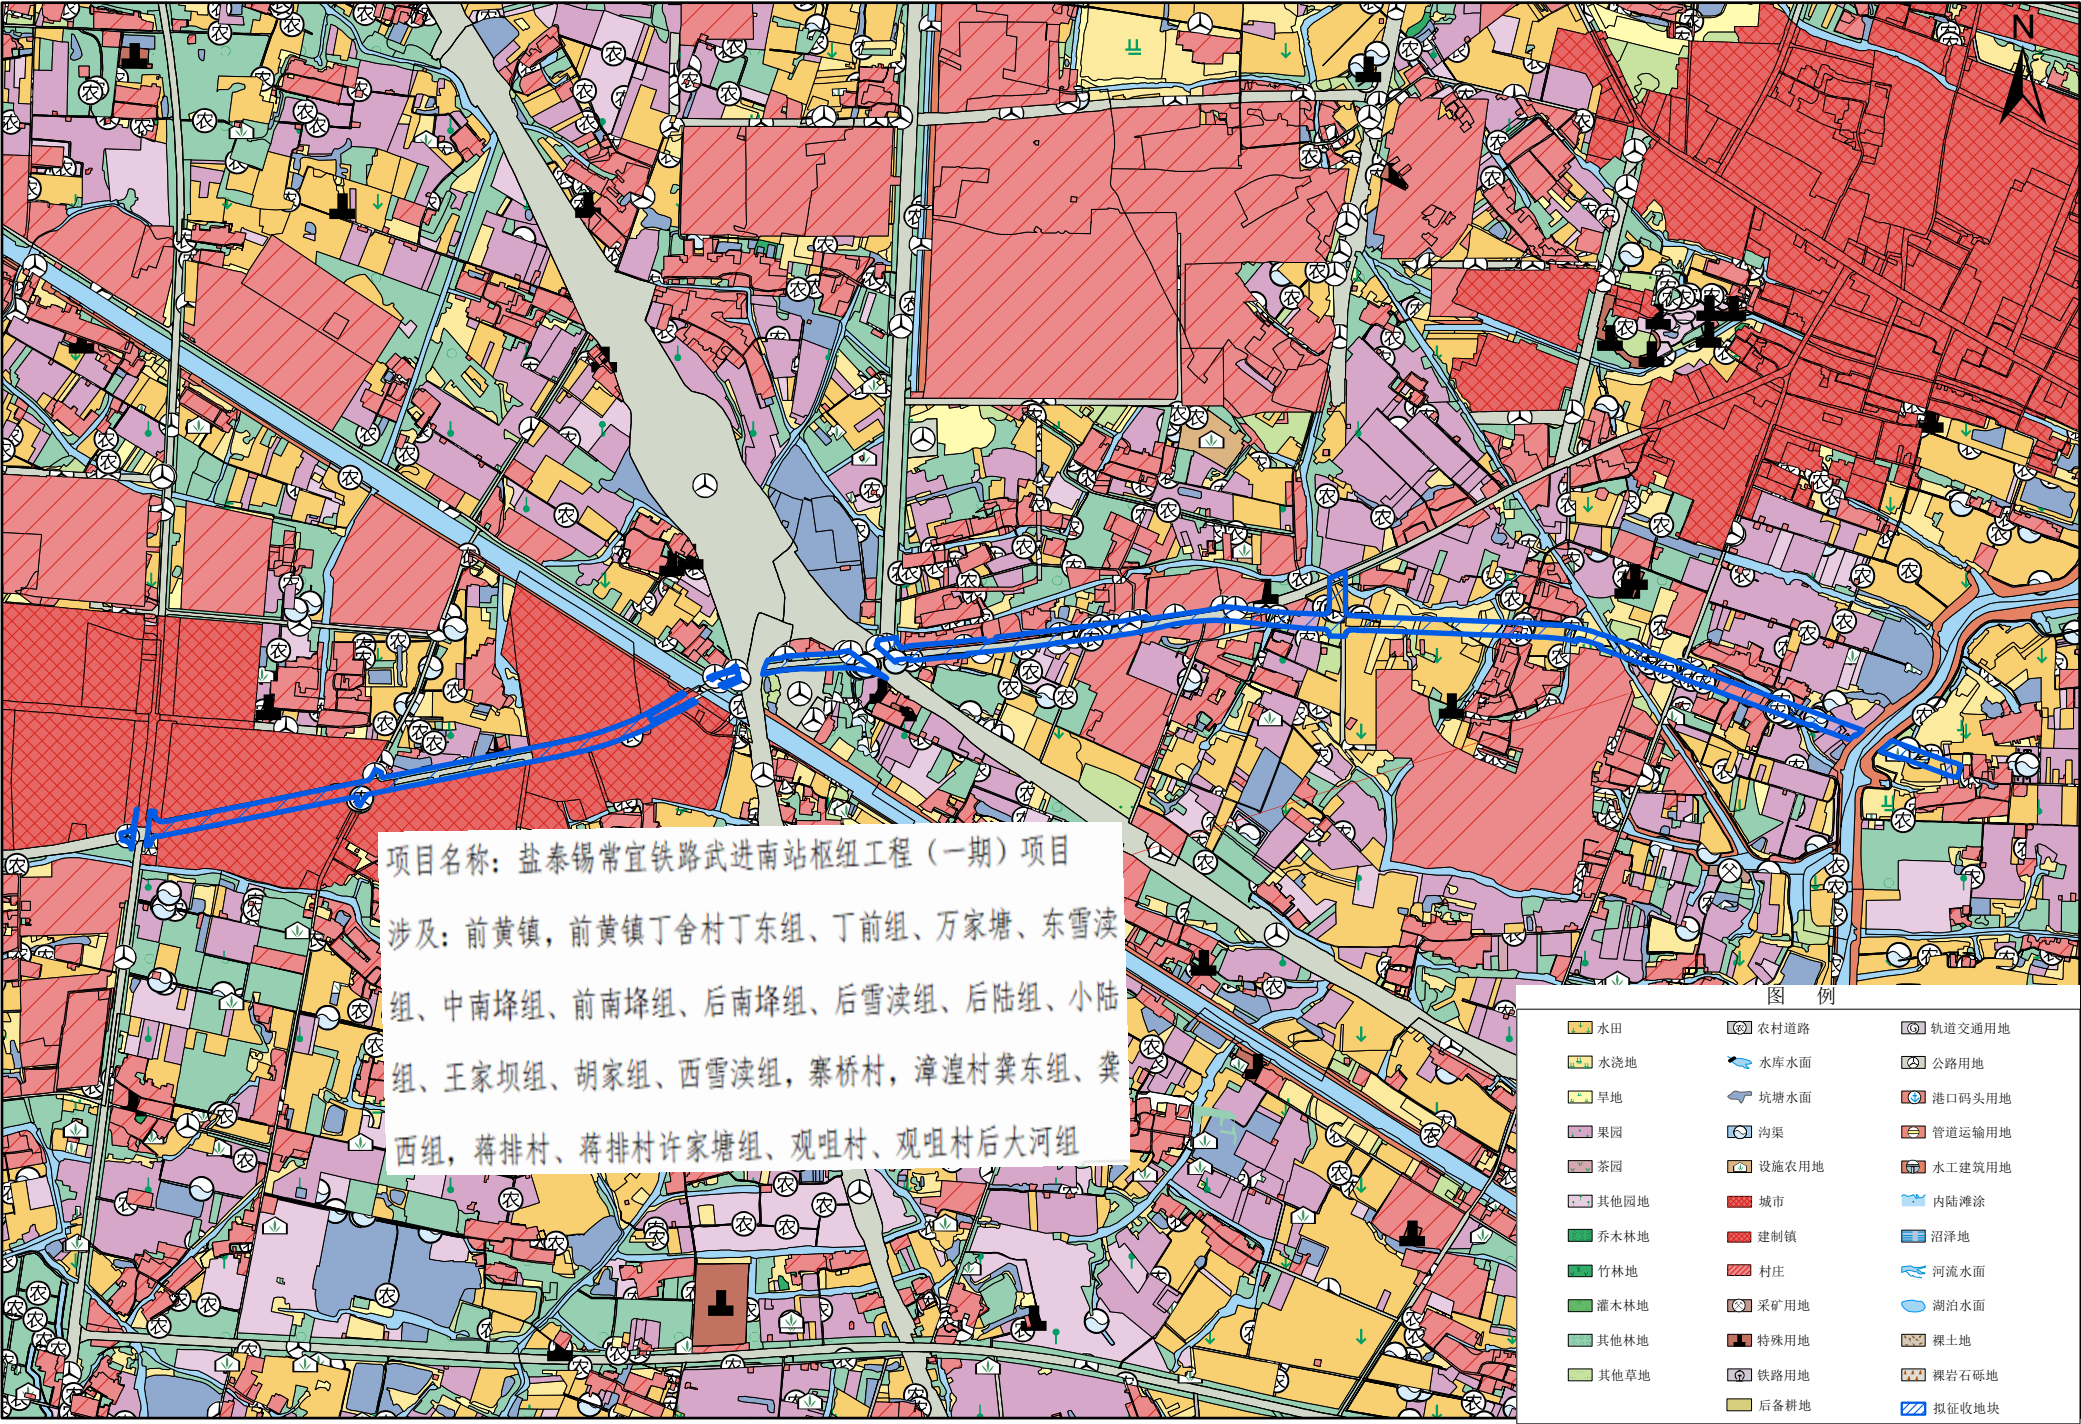 N
项目名称：盐泰锡常宜铁路武进南站枢纽工程（一期）项目
涉及：前黄镇，前黄镇丁舍村丁东组、丁前组、万家塘、东雪渎
组、中南垾组、前南垾组、后南垾组、后雪渎组、后陆组、小陆
组、王家坝组、胡家组、西雪渎组，寨桥村，漳湟村龚东组、龚
西组，蒋排村、蒋排村许家塘组、观咀村、观咀村后大河组
图 例
水田
水浇地
旱地
果园
茶园
其他园地
乔木林地
竹林地
灌木林地
其他林地
其他草地
农村道路
水库水面
坑塘水面
沟渠
设施农用地
城市
建制镇
村庄
采矿用地
特殊用地
铁路用地
后备耕地
轨道交通用地
公路用地
港口码头用地
管道运输用地
水工建筑用地
内陆滩涂
沼泽地
河流水面
湖泊水面
裸土地
裸岩石砾地
拟征收地块